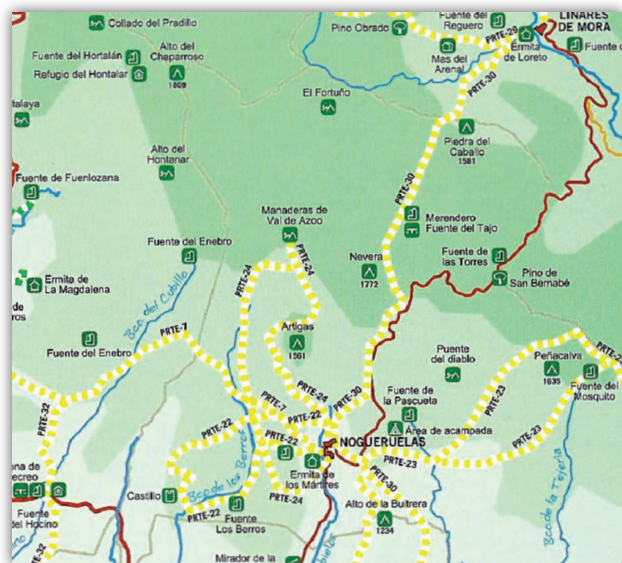 Collado del Pradillo
Pino Obrado
Fuente del
Reguero
LINARES
DE MORA
PRTE-29
Ermita
de Loreto
Mas del
Arenal
Fuente del Hortalán
Refugio del Hontalar
Alto del
Chaparroso
1809
El Fortuño
PRTE-30
Piedra del
Caballo
1581
Alto del
Hontanar
Fuente de Fuenlozana
PRTE-30
Manaderas de
Val de Azoo
Merendero
Fuente del Tajo
Fuente del Enebro
PRTE-24
PRTE-24
Nevera
1772
Fuente de
las Torres
Pino de
San Bernabé
Ermita de
La Magdalena
Bco del Cubillo
PRTE-7
Artigas
1561
Fuente del Enebro
Puente
del diablo
Peñacalva
1635
Fuente del
Mosquito
PRTE-24
PRTE-30
PRTE-23
PRTE-32
PRTE-7
PRTE-22
PRTE-22
Fuente de
la Pascueta
Área de acampada
PRTE-23
NOGUERUELAS
PRTE-22
PRTE-23
Ermita de
los Mártires
Castillo
Bco de los Berros
PRTE-24
PRTE-30
PRTE-22
Fuente
Los Berros
Alto de la Buitrera
1234
Bco de la Tejería
Fuente
del Hocino
PRTE-32
Mirador de la